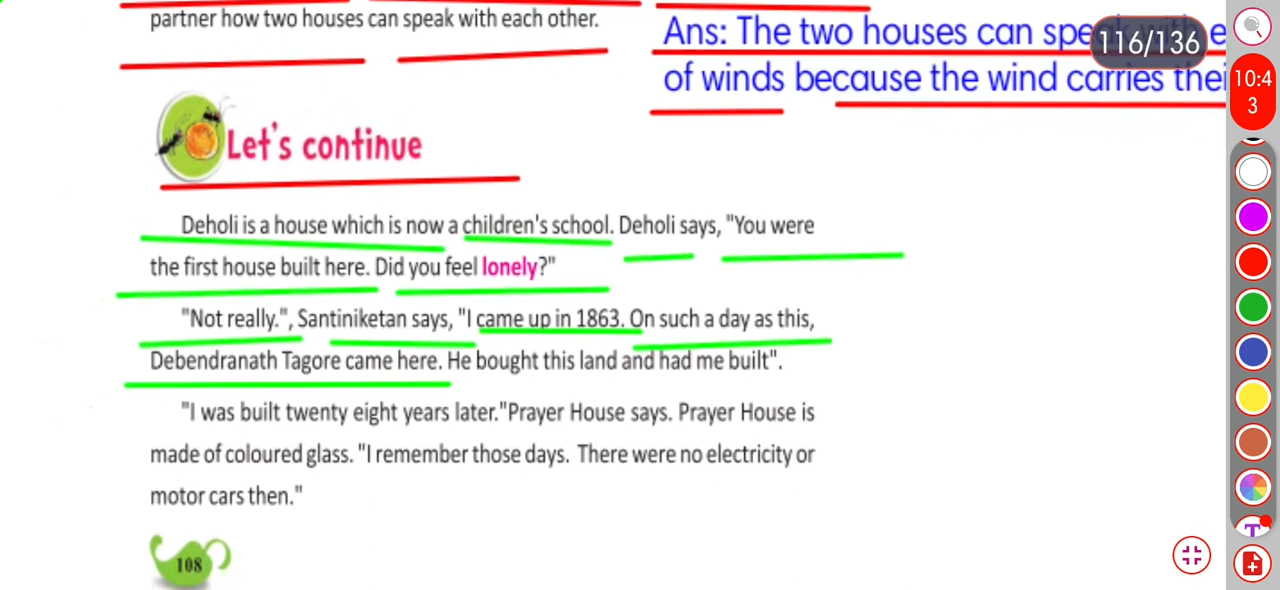 partner how two houses can speak with each other.
Ans: The two houses can speak with e
of winds because the wind carries thei
116/136
10:4
3
Let's continue
Deholi is a house which is now a children's school. Deholi says, "You were
the first house built here. Did you feel lonely?"
"Not really.", Santiniketan says, "I came up in 1863. On such a day as this,
Debendranath Tagore came here. He bought this land and had me built".
"I was built twenty eight years later."Prayer House says. Prayer House is
made of coloured glass. "I remember those days. There were no electricity or
motor cars then."
108
T